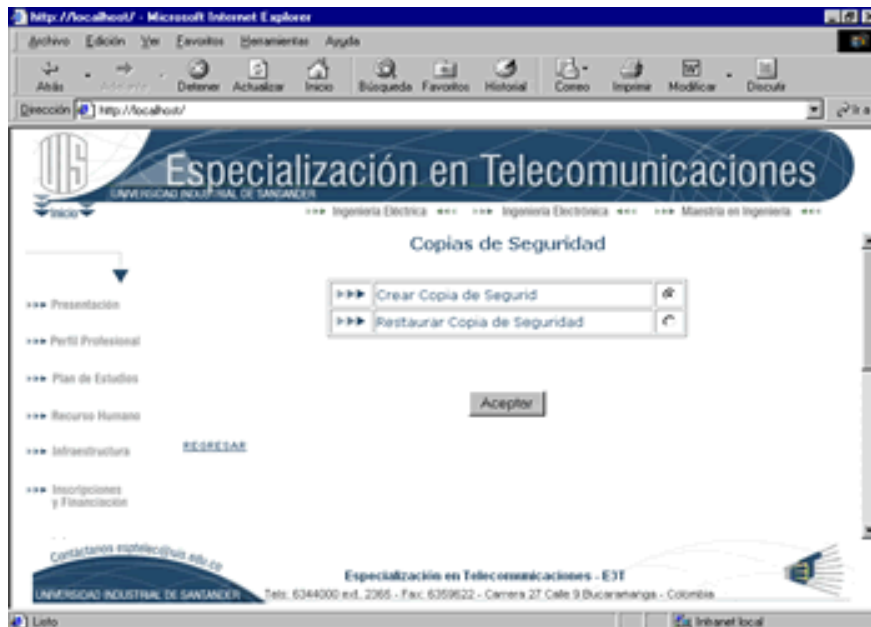 http://localhost/ - Microsoft Internet Explorer
Archivo Edición Ver Favoritos Herramientas Ayuda
Atrás Adelante Detener Actualizar Inicio Búsqueda Favoritos Historial Correo Imprimir Modificar Discutir
Dirección http://localhost/ Ir a
UIS
Especialización en Telecomunicaciones
UNIVERSIDAD INDUSTRIAL DE SANTANDER
Inicio
Ingeniería Eléctrica Ingeniería Electrónica Maestría en Ingeniería
Copias de Seguridad
Crear Copia de Segurid
Restaurar Copia de Seguridad
Presentación
Perfil Profesional
Plan de Estudios
Aceptar
Recurso Humano
REGRESAR
Infraestructura
Inscripciones
y Financiación
Contáctanos esptelec@uis.edu.co
Especialización en Telecomunicaciones - E3T
UNIVERSIDAD INDUSTRIAL DE SANTANDER
Tels: 6344000 ext. 2365 - Fax: 6359622 - Carrera 27 Calle 9 Bucaramanga - Colombia
Listo
Intranet local